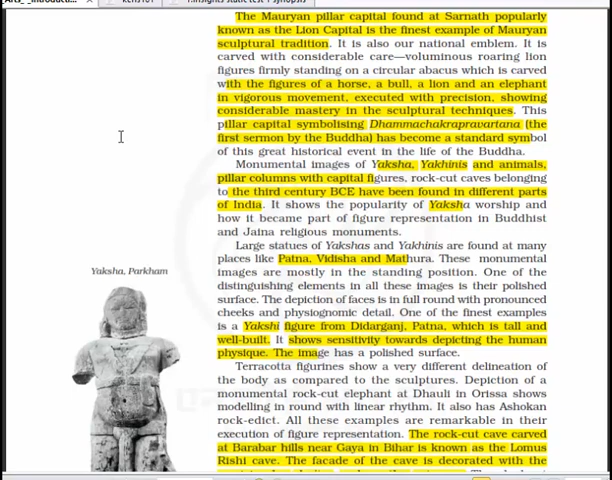 The Mauryan pillar capital found at Sarnath popularly
known as the Lion Capital is the finest example of Mauryan
sculptural tradition. It is also our national emblem. It is
carved with considerable care—voluminous roaring lion
figures firmly standing on a circular abacus which is carved
with the figures of a horse, a bull, a lion and an elephant
in vigorous movement, executed with precision, showing
considerable mastery in the sculptural techniques. This
pillar capital symbolising Dhammachakrapravartana (the
first sermon by the Buddha) has become a standard symbol
of this great historical event in the life of the Buddha.
Monumental images of Yaksha, Yakhinis and animals,
pillar columns with capital figures, rock-cut caves belonging
to the third century BCE have been found in different parts
of India. It shows the popularity of Yaksha worship and
how it became part of figure representation in Buddhist
and Jaina religious monuments.
Large statues of Yakshas and Yakhinis are found at many
places like Patna, Vidisha and Mathura. These monumental
images are mostly in the standing position. One of the
distinguishing elements in all these images is their polished
surface. The depiction of faces is in full round with pronounced
cheeks and physiognomic detail. One of the finest examples
is a Yakshi figure from Didarganj, Patna, which is tall and
well-built. It shows sensitivity towards depicting the human
physique. The image has a polished surface.
Terracotta figurines show a very different delineation of
the body as compared to the sculptures. Depiction of a
monumental rock-cut elephant at Dhauli in Orissa shows
modelling in round with linear rhythm. It also has Ashokan
rock-edict. All these examples are remarkable in their
execution of figure representation. The rock-cut cave carved
at Barabar hills near Gaya in Bihar is known as the Lomus
Rishi cave. The facade of the cave is decorated with the
Yaksha, Parkham